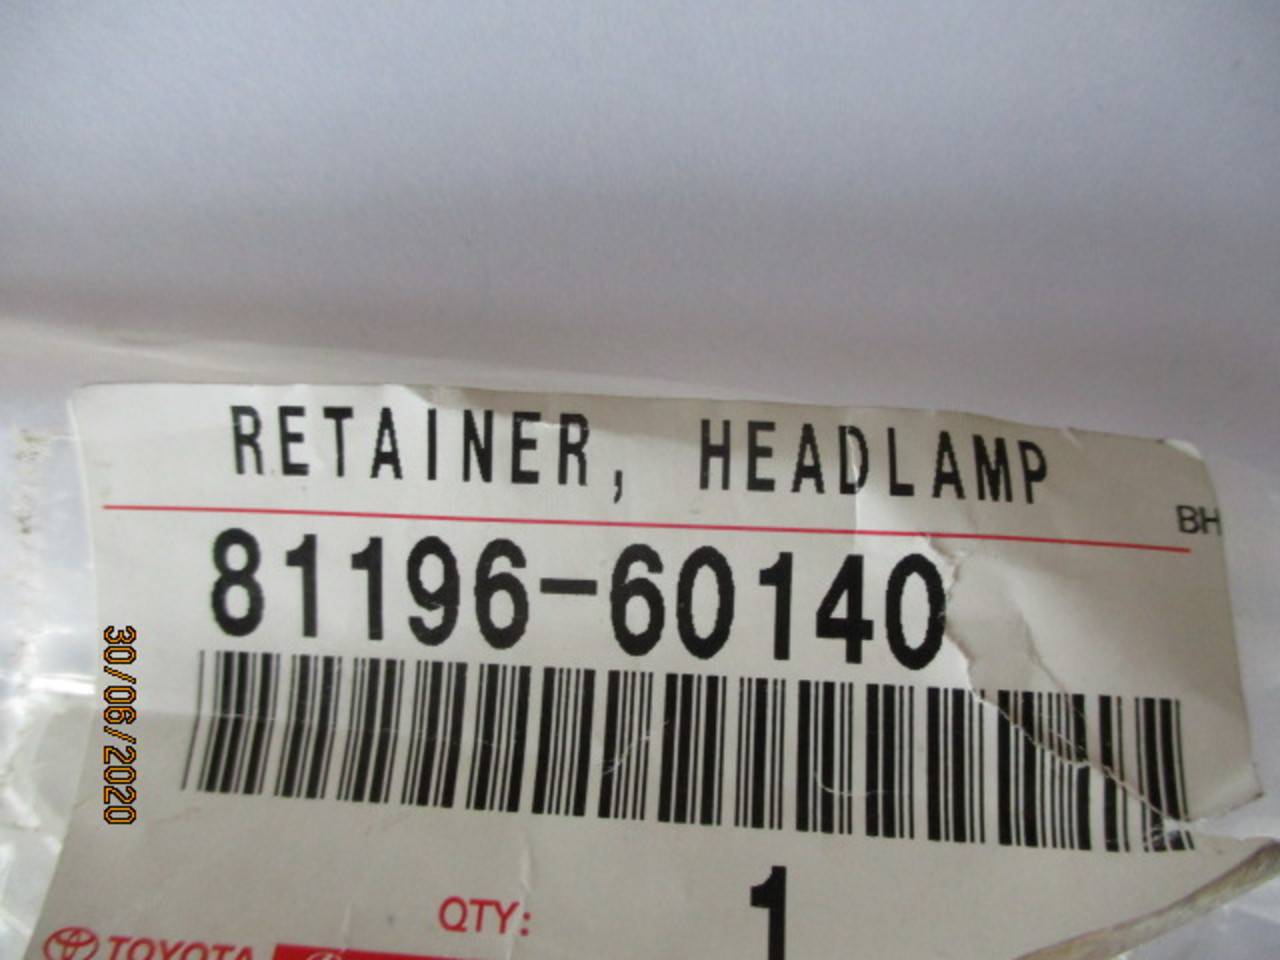 RETAINER, HEADLAMP
BH
81196-60140
30/06/2020
QTY: 1
TOYOTA